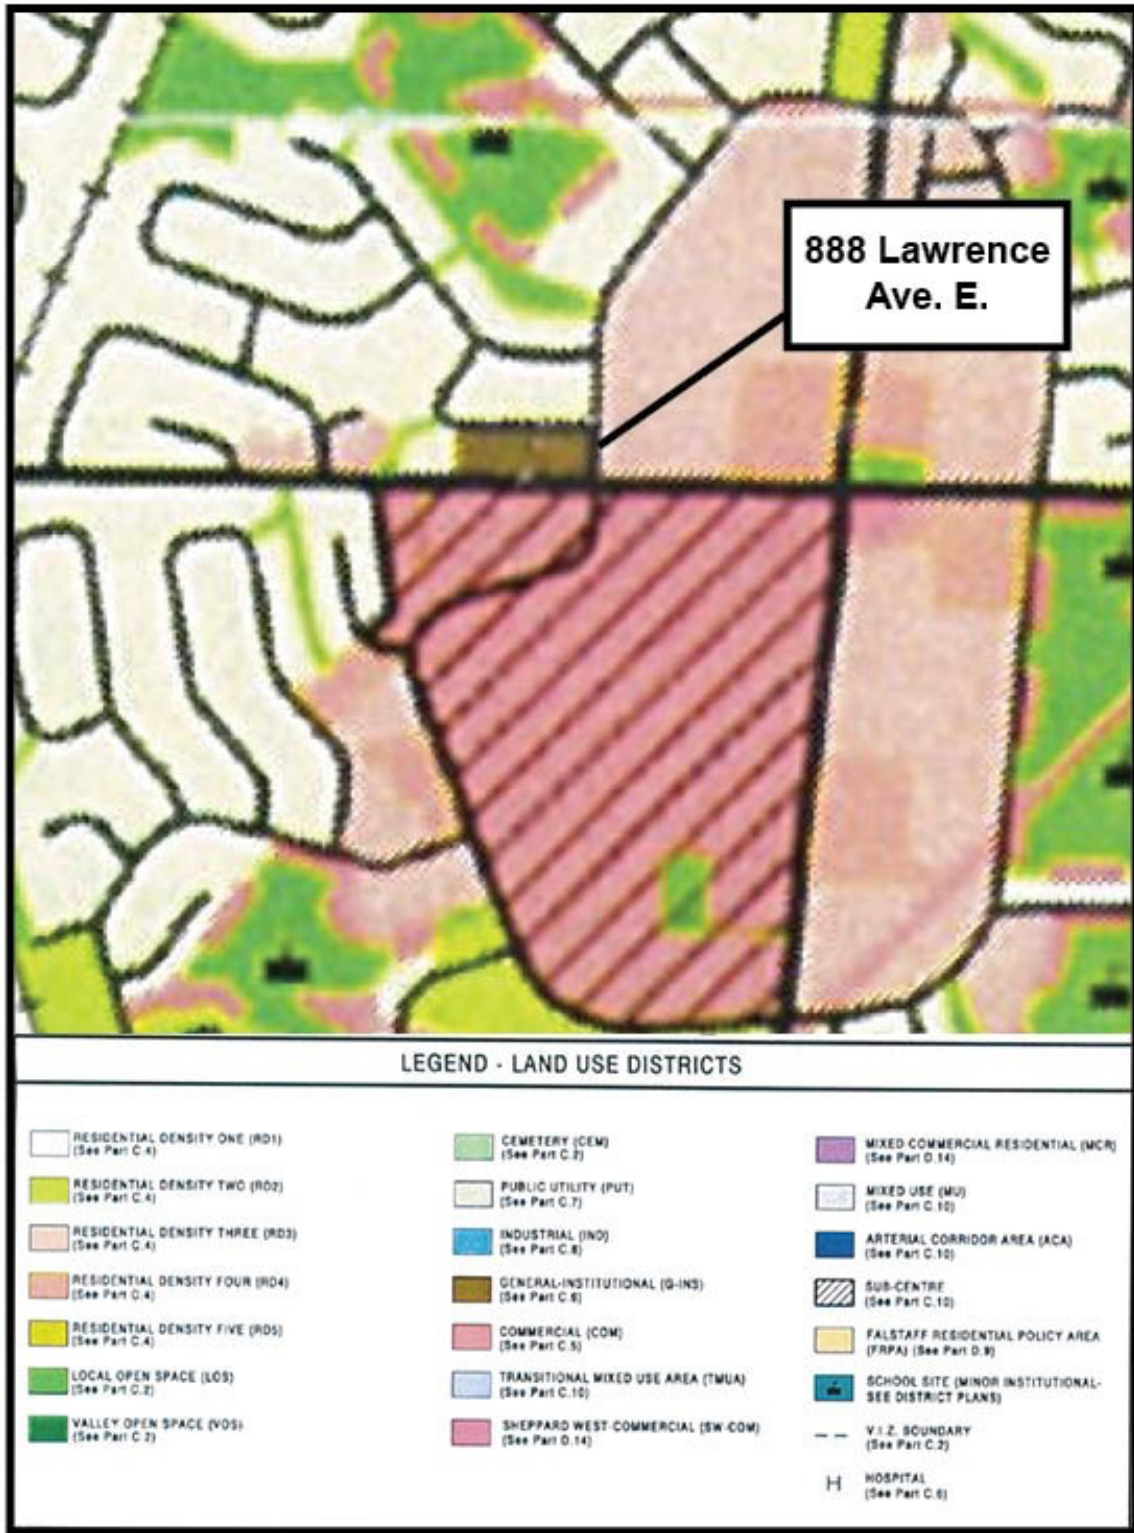 888 Lawrence
Ave. E.
LEGEND - LAND USE DISTRICTS
RESIDENTIAL DENSITY ONE (RD1)
(See Part C.4)
RESIDENTIAL DENSITY TWO (RD2)
(See Part C.4)
RESIDENTIAL DENSITY THREE (RD3)
(See Part C.4)
RESIDENTIAL DENSITY FOUR (RD4)
(See Part C.4)
RESIDENTIAL DENSITY FIVE (RD5)
(See Part C.4)
LOCAL OPEN SPACE (LOS)
(See Part C.2)
VALLEY OPEN SPACE (VOS)
(See Part C.2)
CEMETERY (CEM)
(See Part C.2)
PUBLIC UTILITY (PUT)
(See Part C.7)
INDUSTRIAL (IND)
(See Part C.8)
GENERAL-INSTITUTIONAL (G-INS)
(See Part C.6)
COMMERCIAL (COM)
(See Part C.5)
TRANSITIONAL MIXED USE AREA (TMUA)
(See Part C.10)
SHEPPARD WEST-COMMERCIAL (SW-COM)
(See Part D.14)
MIXED COMMERCIAL RESIDENTIAL (MCR)
(See Part D.14)
MIXED USE (MU)
(See Part C.10)
ARTERIAL CORRIDOR AREA (ACA)
(See Part C.10)
SUB-CENTRE
(See Part C.10)
FALSTAFF RESIDENTIAL POLICY AREA
(FRPA) (See Part D.9)
SCHOOL SITE (MINOR INSTITUTIONAL-
SEE DISTRICT PLANS)
V.I.Z. BOUNDARY
(See Part C.2)
H HOSPITAL
(See Part C.6)